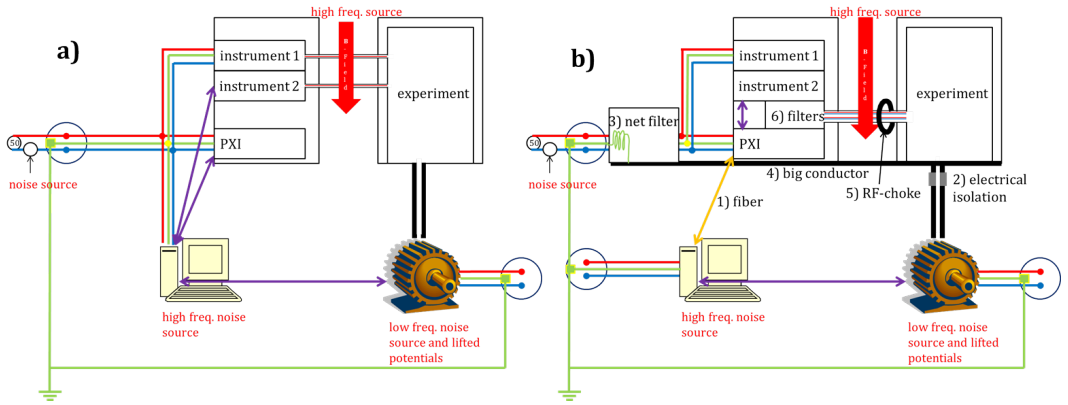 a)
high freq. source
B - Field
instrument 1
instrument 2
experiment
PXI
50
noise source
high freq. noise
source
low freq. noise
source and lifted
potentials
b)
high freq. source
B - Field
instrument 1
instrument 2
experiment
3) net filter
6) filters
PXI
50
noise source
4) big conductor
5) RF-choke
2) electrical
isolation
1) fiber
high freq. noise
source
low freq. noise
source and lifted
potentials